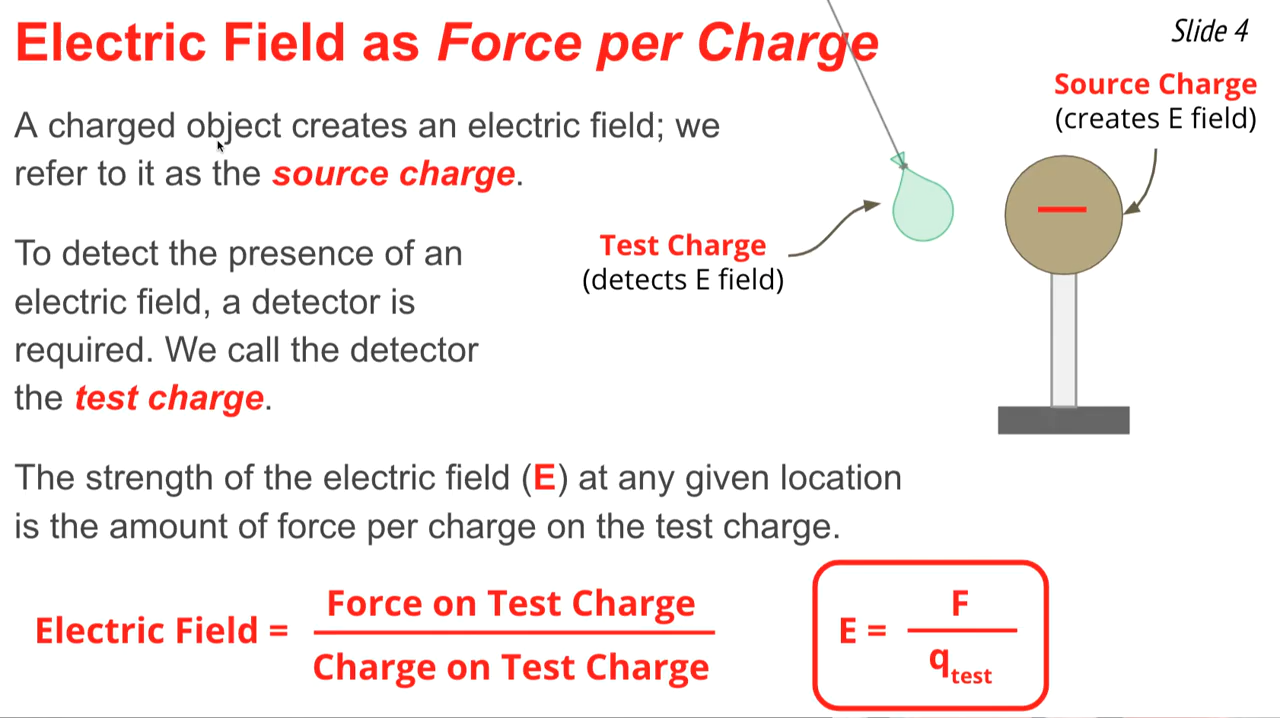 Electric Field as Force per Charge
Slide 4
Source Charge
(creates E field)
A charged object creates an electric field; we
refer to it as the source charge.
Test Charge
(detects E field)
To detect the presence of an
electric field, a detector is
required. We call the detector
the test charge.
The strength of the electric field (E) at any given location
is the amount of force per charge on the test charge.
Electric Field = Force on Test Charge
Charge on Test Charge
E = F
qtest